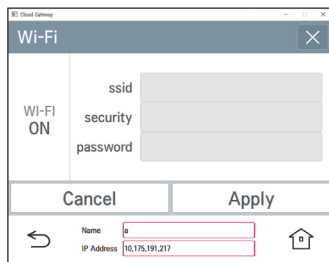 Cloud Gateway
Wi-Fi
WI-FI
ON
ssid
security
password
Cancel
Apply
Name a
IP Address 10,175,191,217